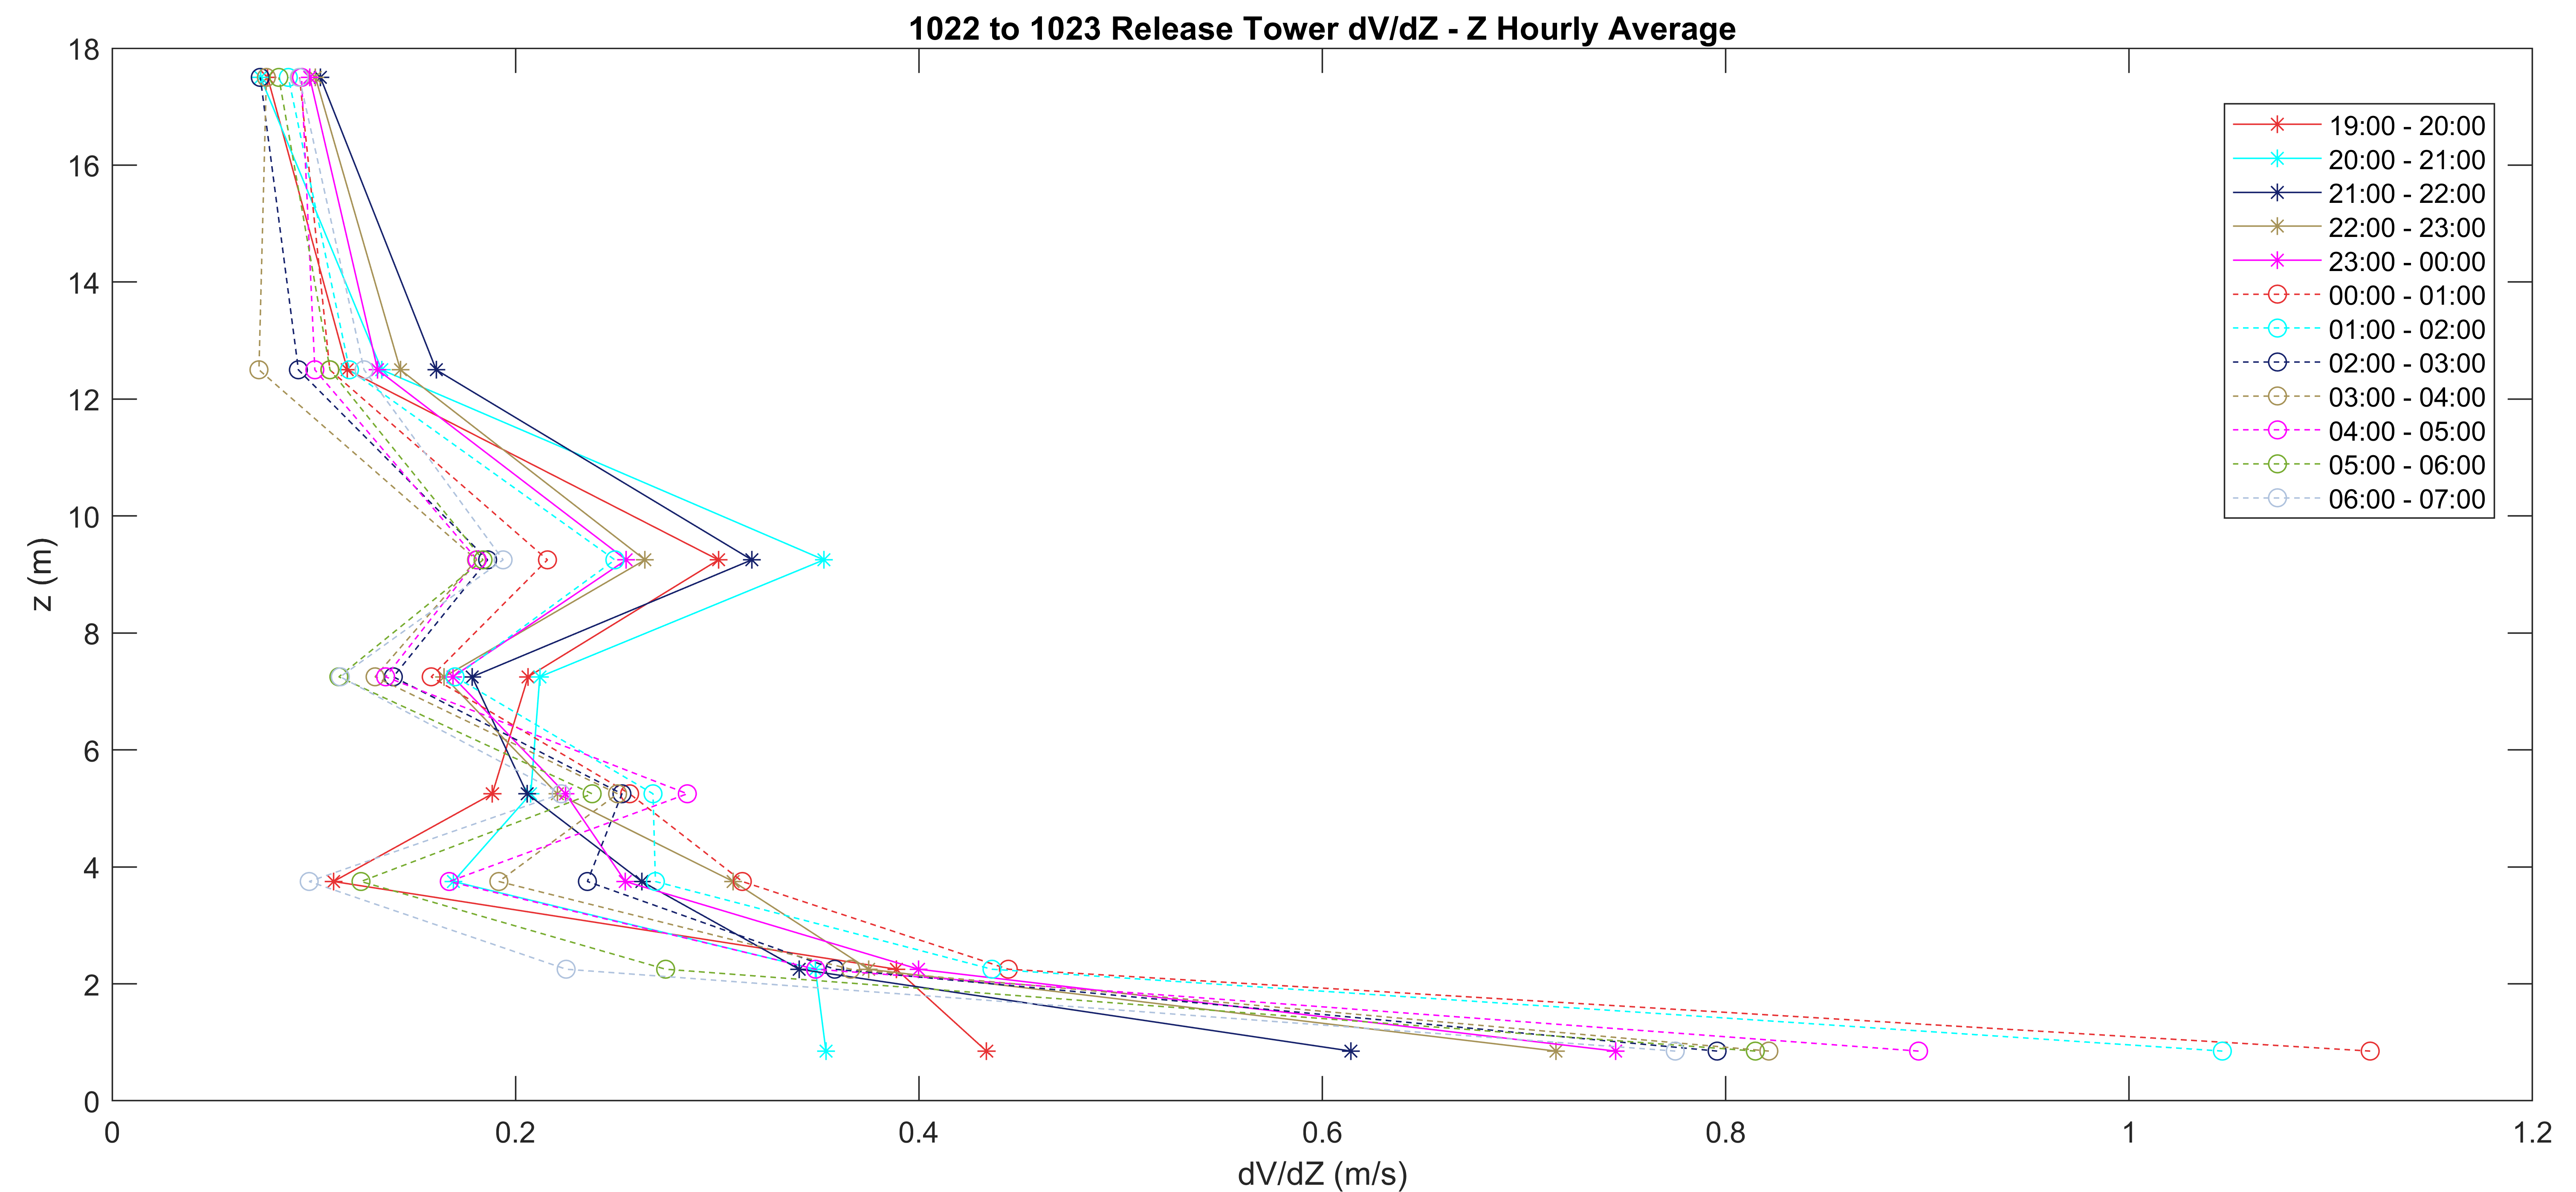 1022 to 1023 Release Tower dV/dZ - Z Hourly Average
18
16
14
12
10
8
6
4
2
0
z (m)
19:00 - 20:00
20:00 - 21:00
21:00 - 22:00
22:00 - 23:00
23:00 - 00:00
00:00 - 01:00
01:00 - 02:00
02:00 - 03:00
03:00 - 04:00
04:00 - 05:00
05:00 - 06:00
06:00 - 07:00
0 0.2 0.4 0.6 0.8 1 1.2
dV/dZ (m/s)